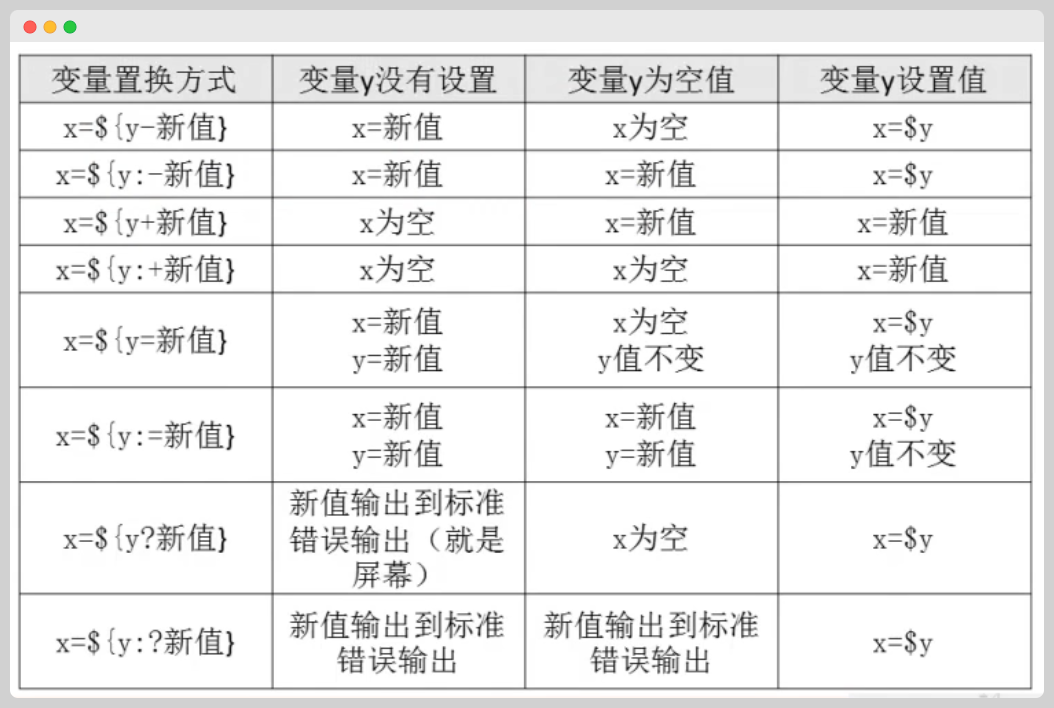 变量置换方式 变量y没有设置 变量y为空值 变量y设置值
x=${y-新值} x=新值 x为空 x=$y
x=${y:-新值} x=新值 x=新值 x=$y
x=${y+新值} x为空 x=新值 x=新值
x=${y:+新值} x为空 x为空 x=新值
x=${y=新值} x=新值 x为空 x=$y
y=新值 y值不变 y值不变
x=${y:=新值} x=新值 x=新值 x=$y
y=新值 y=新值 y值不变
x=${y?新值} 新值输出到标准 x为空 x=$y
错误输出（就是
屏幕）
x=${y:?新值} 新值输出到标准 新值输出到标准 x=$y
错误输出 错误输出